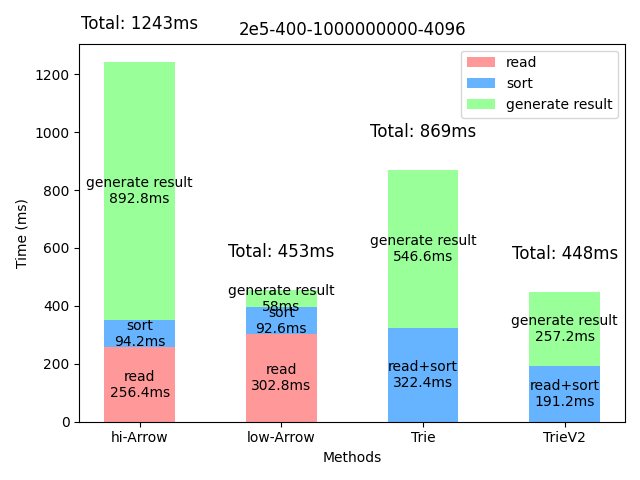 Total: 1243ms
2e5-400-1000000000-4096
read
sort
generate result
Total: 869ms
Total: 453ms
Total: 448ms
generate result
892.8ms
generate result
546.6ms
generate result
58ms
generate result
257.2ms
sort
94.2ms
sort
92.6ms
read+sort
322.4ms
read+sort
191.2ms
read
256.4ms
read
302.8ms
Time (ms)
1200
1000
800
600
400
200
0
hi-Arrow
low-Arrow
Trie
TrieV2
Methods